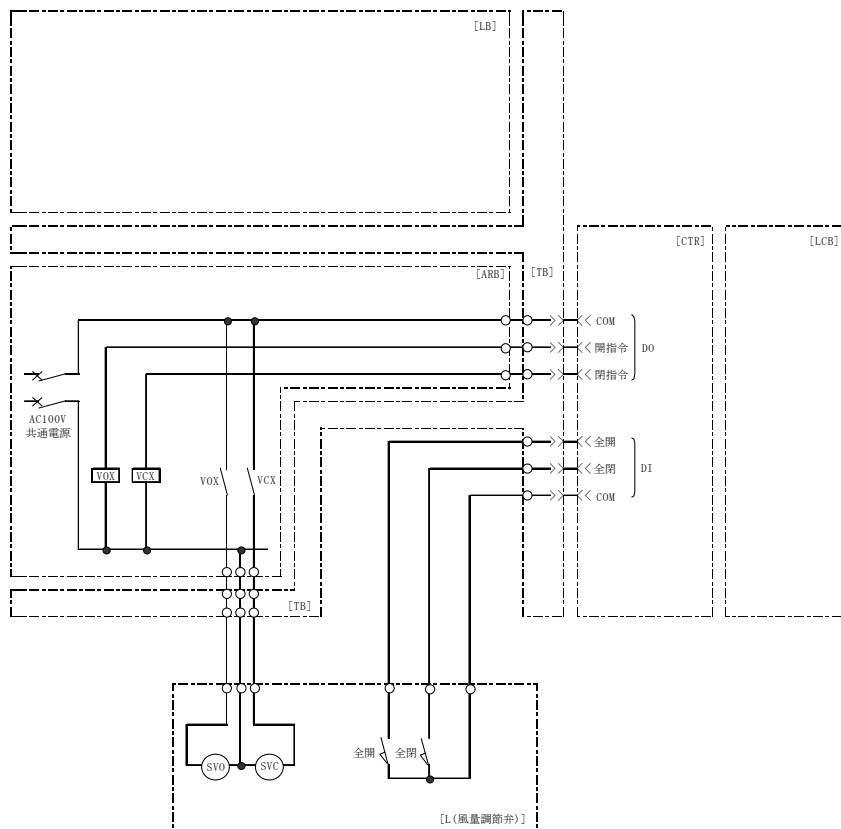 [LB]
[CTR]
[LCB]
[ARB]
[TB]
COM
開指令
DO
閉指令
AC100V
共通電源
全開
全閉
DI
COM
VOX
VCX
VOX
VCX
[TB]
全開
全閉
SVO
SVC
[L(風量調節弁)]